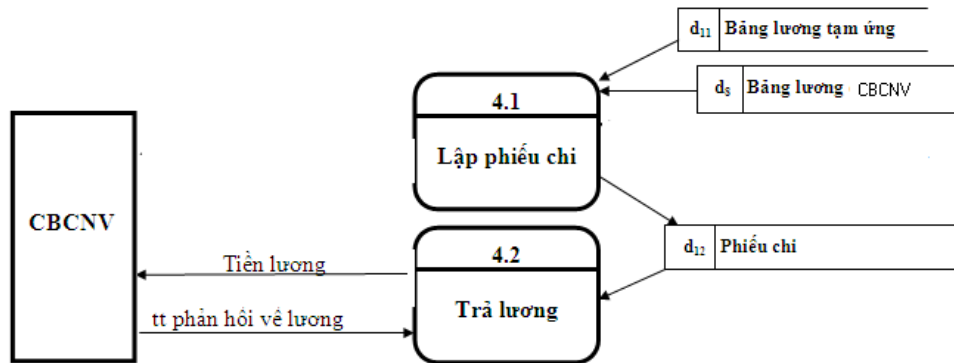 d11 Bảng lương tạm ứng
d8 Bảng lương CBCNV
4.1
Lập phiếu chi
CBCNV
d12 Phiếu chi
4.2
Tiền lương
Trả lương
tt phản hồi về lương